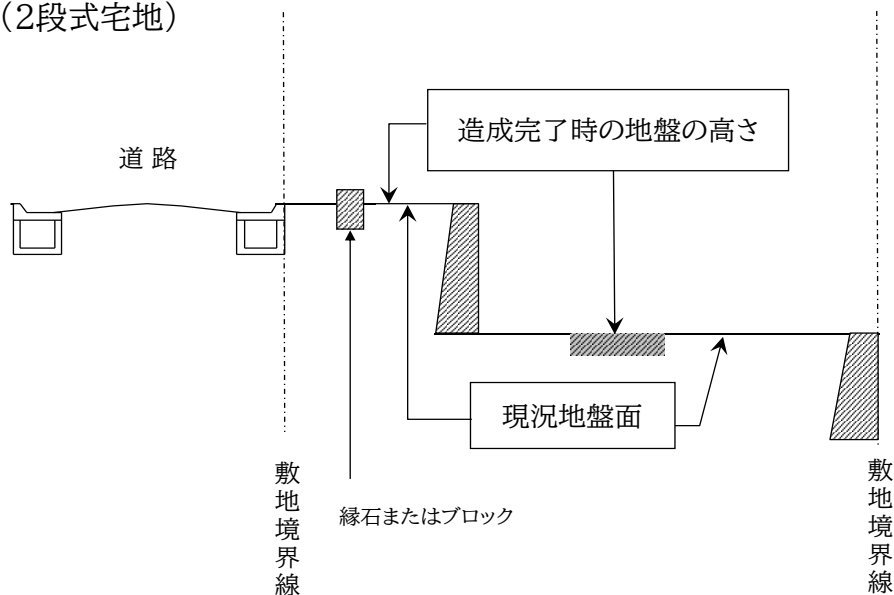 (2段式宅地)
造成完了時の地盤の高さ
道路
現況地盤面
敷地境界線
縁石またはブロック
敷地境界線